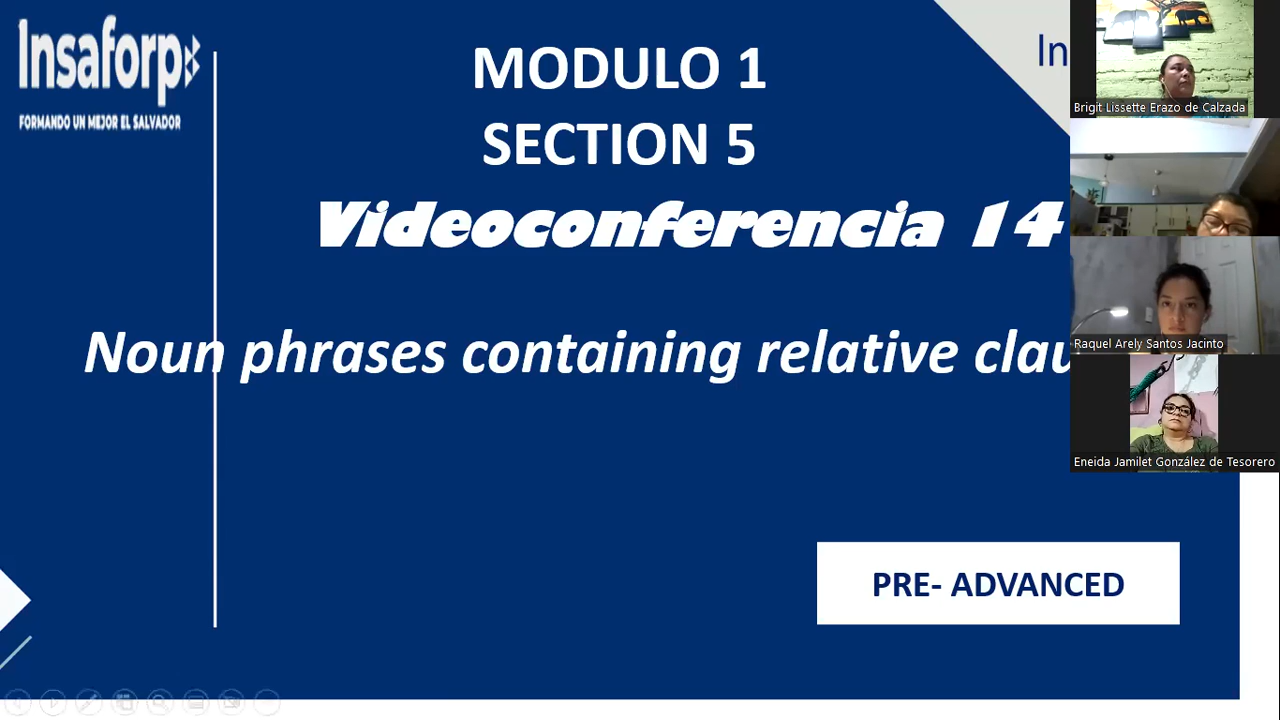 Insaforp
FORMANDO UN MEJOR EL SALVADOR
MODULO 1
SECTION 5
Videoconferencia 14
Noun phrases containing relative clau
PRE- ADVANCED
In
Brigit Lissette Erazo de Calzada
Raquel Arely Santos Jacinto
Eneida Jamilet González de Tesorero